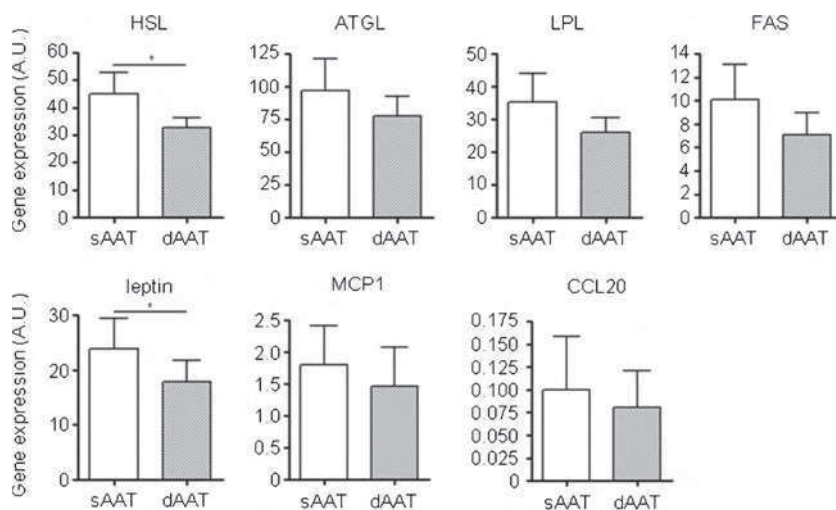 HSL
ATGL
LPL
FAS
Gene expression (A.U.)
60
50
40
30
20
10
0
*
sAAT dAAT
125
100
75
50
25
0
sAAT dAAT
50
40
30
20
10
0
sAAT dAAT
14
12
10
8
6
4
2
0
sAAT dAAT
leptin
MCP1
CCL20
Gene expression (A.U.)
30
20
10
0
*
sAAT dAAT
2.5
2.0
1.5
1.0
0.5
0
sAAT dAAT
0.175
0.150
0.125
0.100
0.075
0.050
0.025
0
sAAT dAAT